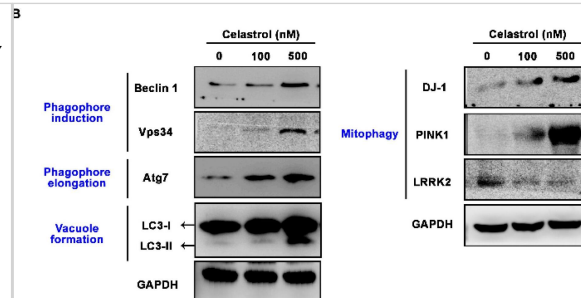 B
Celastrol (nM)
0 100 500
Phagophore induction
Beclin 1
Vps34
Phagophore elongation
Atg7
Vacuole formation
LC3-I
LC3-II
GAPDH
Celastrol (nM)
0 100 500
Mitophagy
DJ-1
PINK1
LRRK2
GAPDH